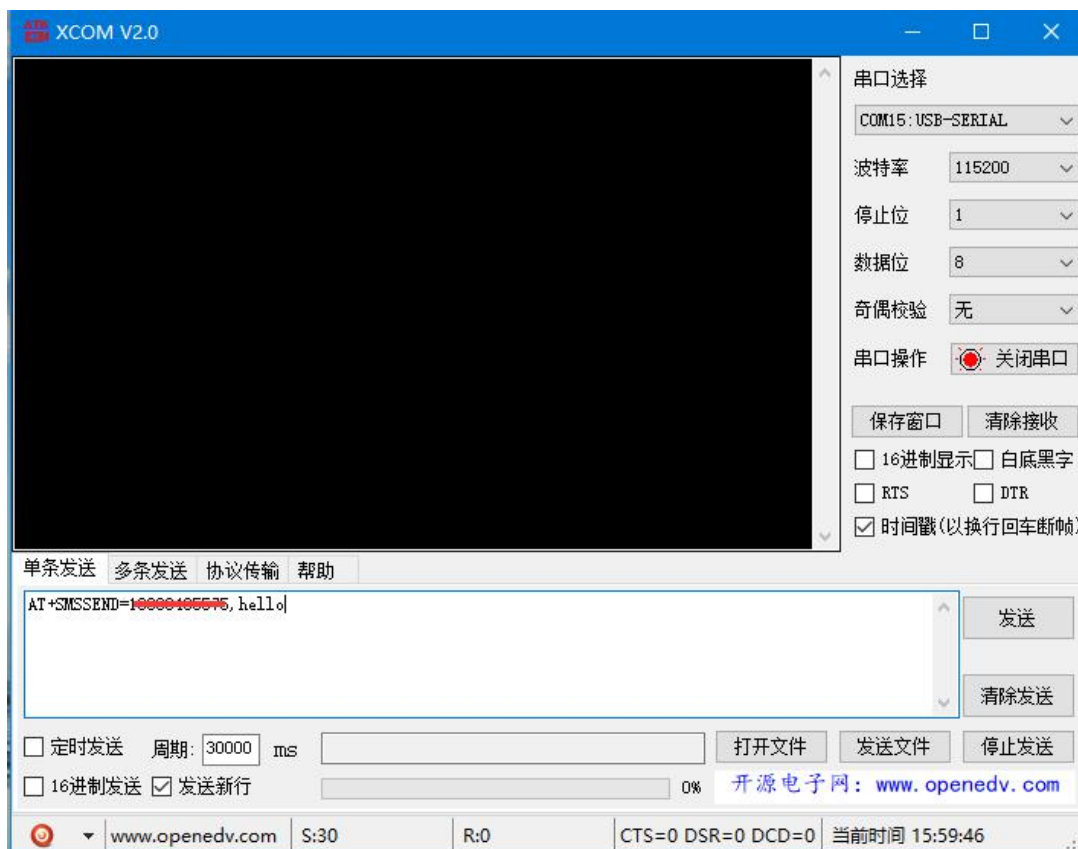 XCOM V2.0
串口选择
COM15:USB-SERIAL
波特率 115200
停止位 1
数据位 8
奇偶校验 无
串口操作 关闭串口
保存窗口 清除接收
16进制显示 白底黑字
RTS DTR
时间戳(以换行回车断帧)
单条发送 多条发送 协议传输 帮助
AT+SMSSEND= ,hello
发送
清除发送
定时发送 周期: 30000 ms 打开文件 发送文件 停止发送
16进制发送 发送新行 0% 开源电子网: www.openedv.com
www.openedv.com S:30 R:0 CTS=0 DSR=0 DCD=0 当前时间 15:59:46